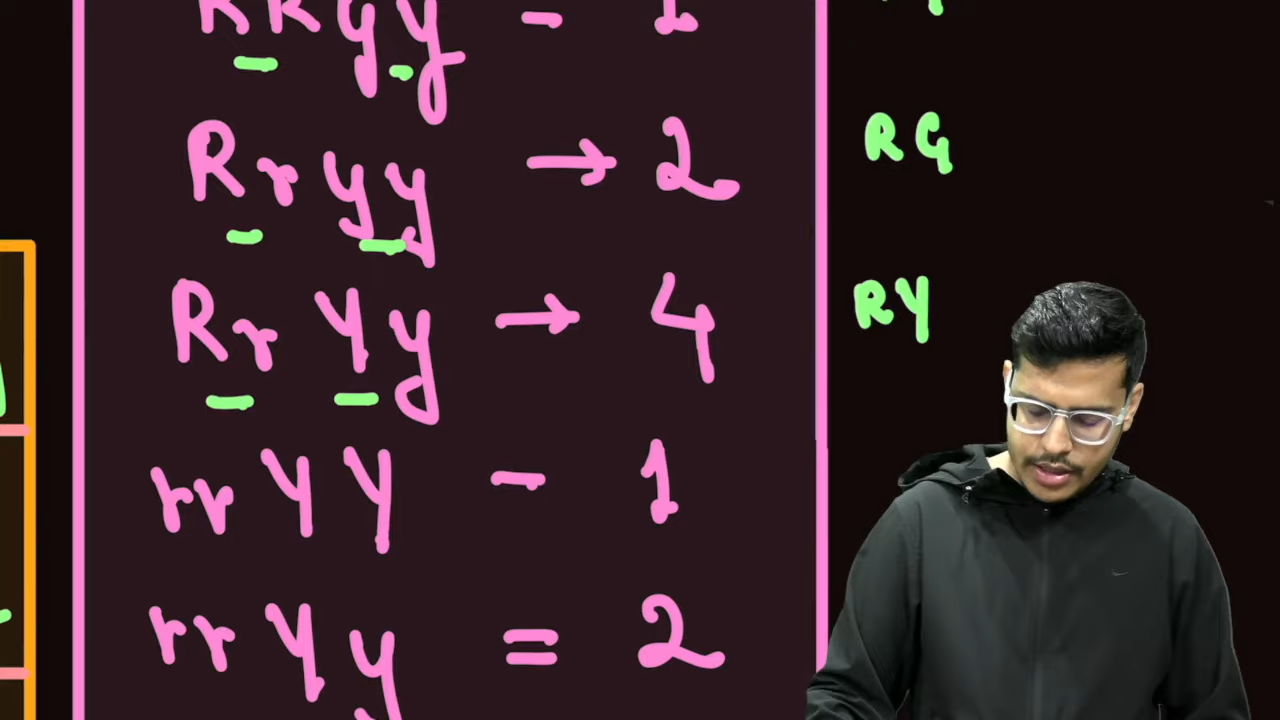 RRyy - 1
Rryy → 2
RG
RrYy → 4
RY
rrYY - 1
rrYy = 2